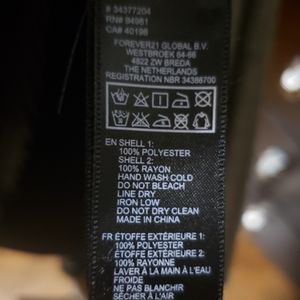 # 34377204
RN# 94981
CA# 40198
FOREVER21 GLOBAL B.V.
WESTBROEK 64-66
4822 ZW BREDA
THE NETHERLANDS
REGISTRATION NBR 34388700
EN SHELL 1:
100% POLYESTER
SHELL 2:
100% RAYON
HAND WASH COLD
DO NOT BLEACH
LINE DRY
IRON LOW
DO NOT DRY CLEAN
MADE IN CHINA
FR ÉTOFFE EXTÉRIEURE 1:
100% POLYESTER
ÉTOFFE EXTÉRIEURE 2:
100% RAYONNE
LAVER À LA MAIN À L'EAU
FROIDE
NE PAS BLANCHIR
SÉCHER À L'AIR